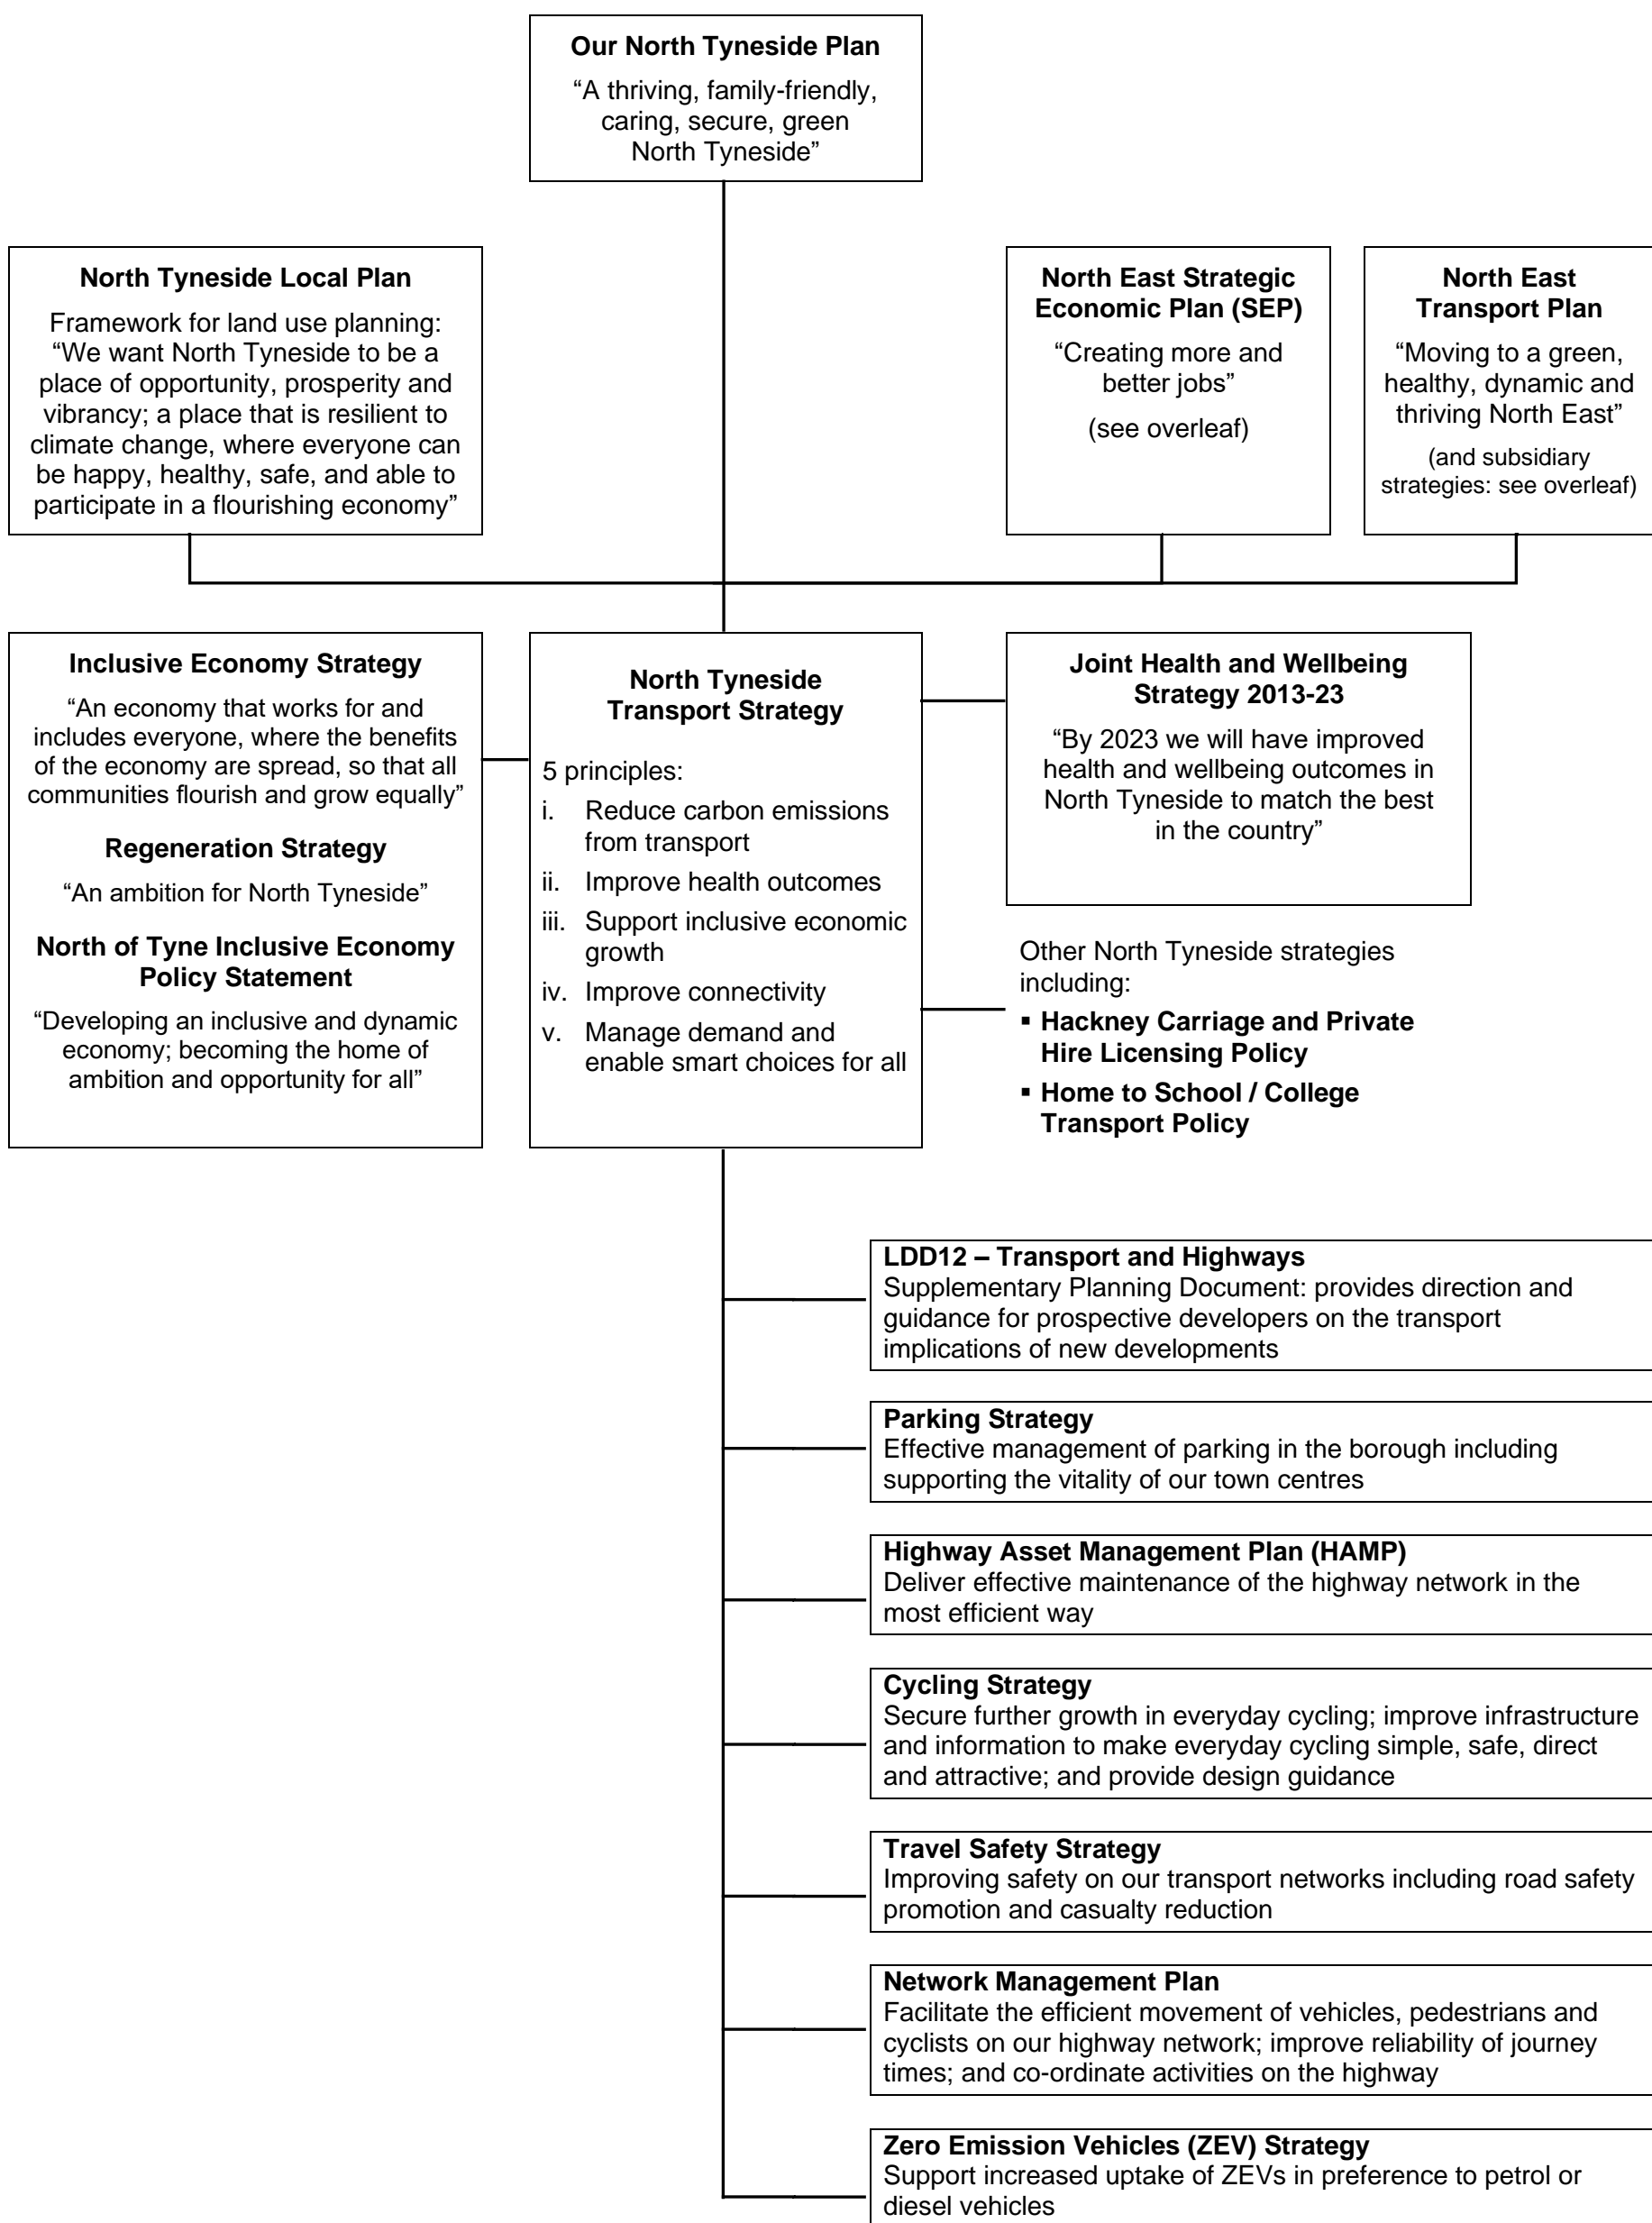 Our North Tyneside Plan
“A thriving, family-friendly,
caring, secure, green
North Tyneside”
North Tyneside Local Plan
Framework for land use planning:
“We want North Tyneside to be a
place of opportunity, prosperity and
vibrancy; a place that is resilient to
climate change, where everyone can
be happy, healthy, safe, and able to
participate in a flourishing economy”
North East Strategic
Economic Plan (SEP)
“Creating more and
better jobs”
(see overleaf)
North East
Transport Plan
“Moving to a green,
healthy, dynamic and
thriving North East”
(and subsidiary
strategies: see overleaf)
Inclusive Economy Strategy
“An economy that works for and
includes everyone, where the benefits
of the economy are spread, so that all
communities flourish and grow equally”
Regeneration Strategy
“An ambition for North Tyneside”
North of Tyne Inclusive Economy
Policy Statement
“Developing an inclusive and dynamic
economy; becoming the home of
ambition and opportunity for all”
North Tyneside
Transport Strategy
5 principles:
i. Reduce carbon emissions
from transport
ii. Improve health outcomes
iii. Support inclusive economic
growth
iv. Improve connectivity
v. Manage demand and
enable smart choices for all
Joint Health and Wellbeing
Strategy 2013-23
“By 2023 we will have improved
health and wellbeing outcomes in
North Tyneside to match the best
in the country”
Other North Tyneside strategies
including:
▪ Hackney Carriage and Private
Hire Licensing Policy
▪ Home to School / College
Transport Policy
LDD12 – Transport and Highways
Supplementary Planning Document: provides direction and
guidance for prospective developers on the transport
implications of new developments
Parking Strategy
Effective management of parking in the borough including
supporting the vitality of our town centres
Highway Asset Management Plan (HAMP)
Deliver effective maintenance of the highway network in the
most efficient way
Cycling Strategy
Secure further growth in everyday cycling; improve infrastructure
and information to make everyday cycling simple, safe, direct
and attractive; and provide design guidance
Travel Safety Strategy
Improving safety on our transport networks including road safety
promotion and casualty reduction
Network Management Plan
Facilitate the efficient movement of vehicles, pedestrians and
cyclists on our highway network; improve reliability of journey
times; and co-ordinate activities on the highway
Zero Emission Vehicles (ZEV) Strategy
Support increased uptake of ZEVs in preference to petrol or
diesel vehicles